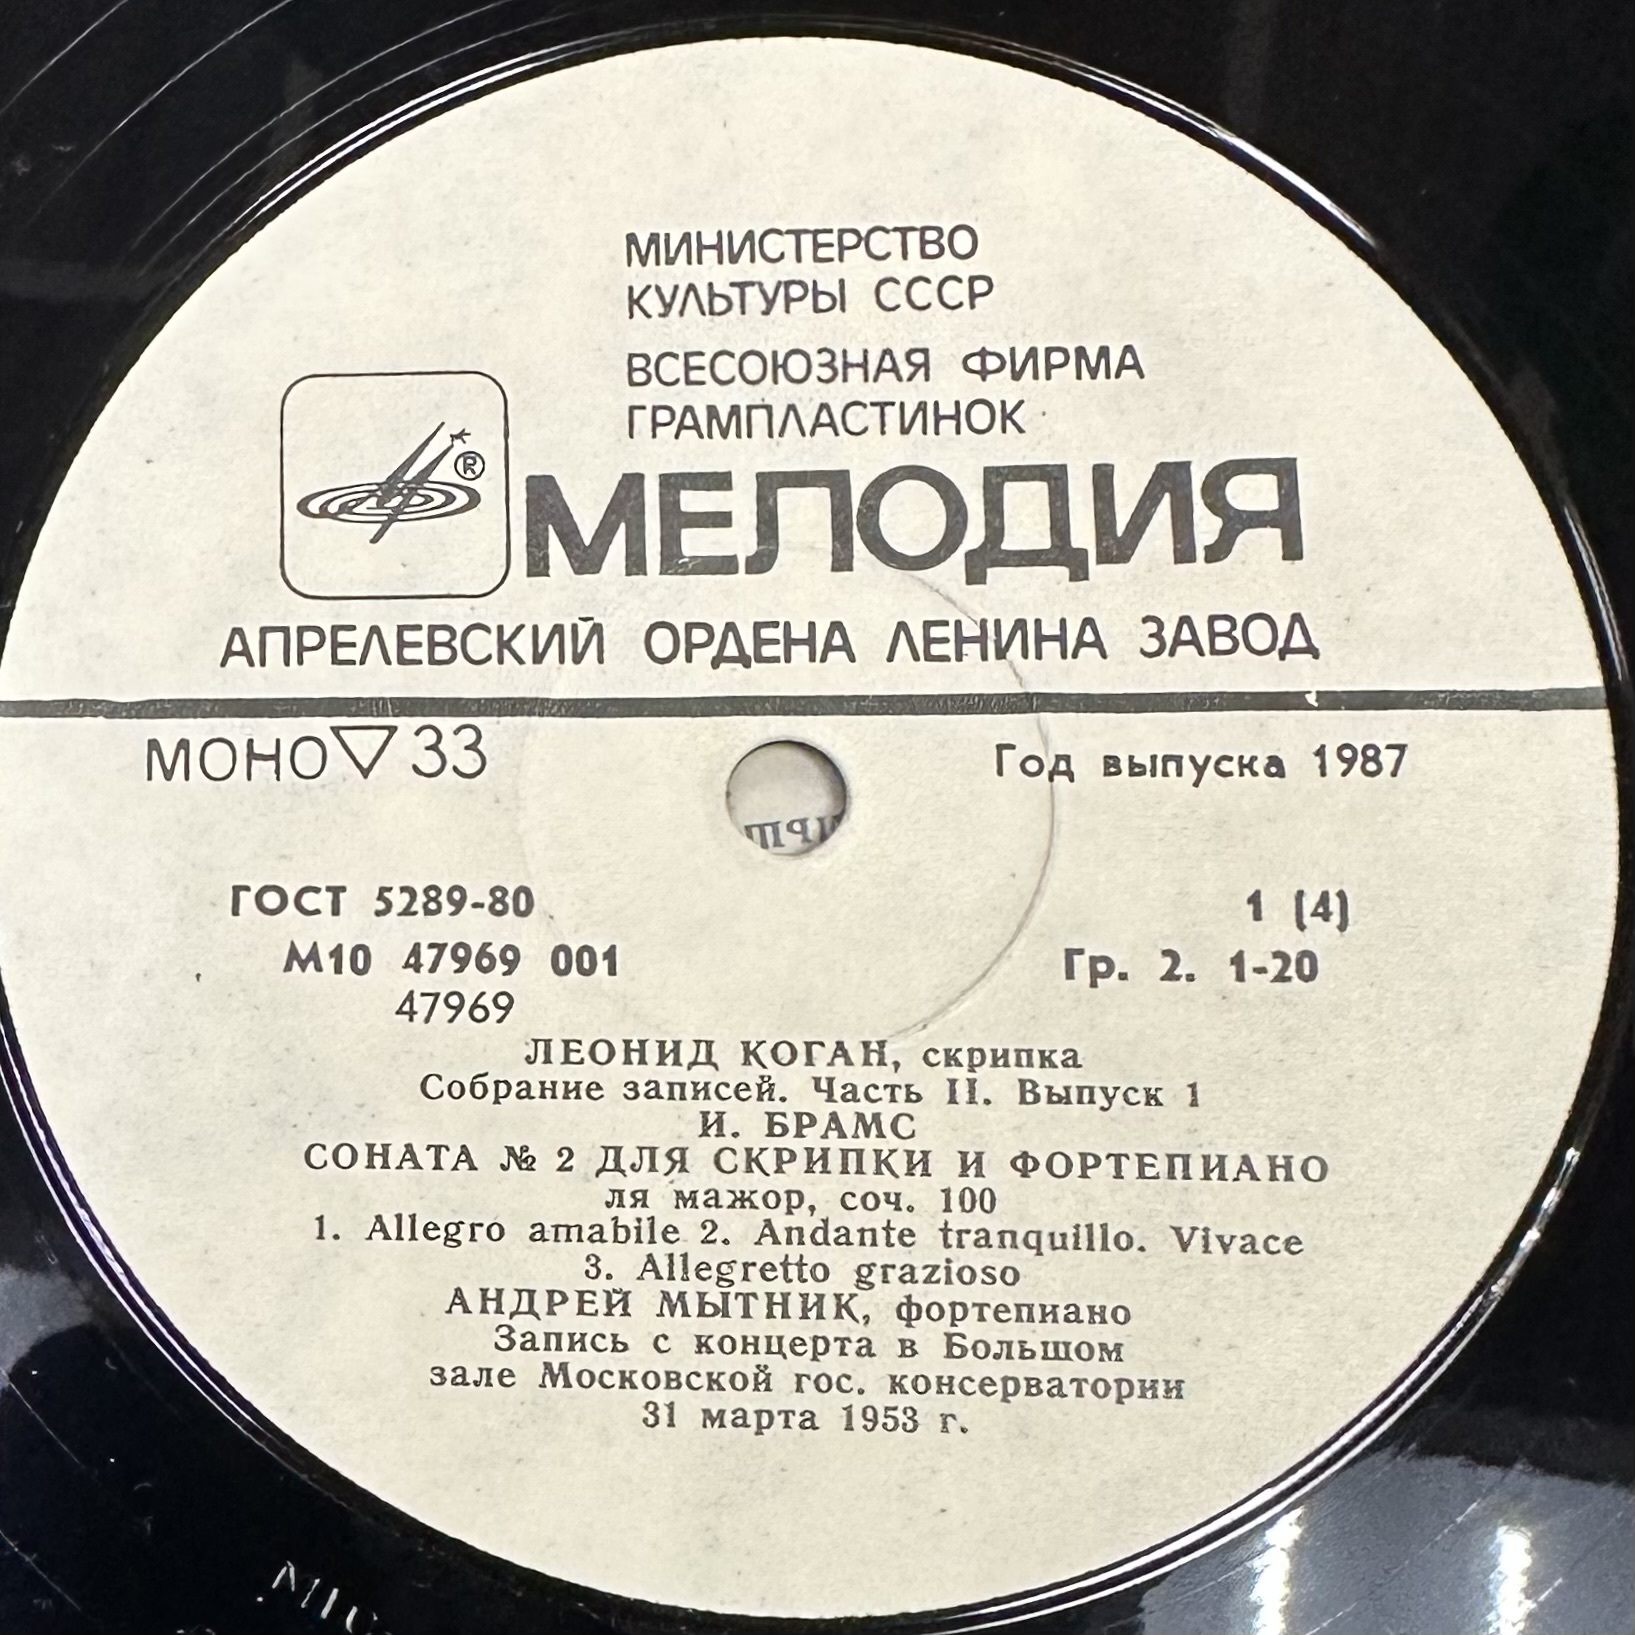 МИНИСТЕРСТВО
КУЛЬТУРЫ СССР
ВСЕСОЮЗНАЯ ФИРМА
ГРАМПЛАСТИНОК
®
МЕЛОДИЯ
АПРЕЛЕВСКИЙ ОРДЕНА ЛЕНИНА ЗАВОД
МОНО ▽ 33
Год выпуска 1987
ГОСТ 5289-80
1 (4)
М10 47969 001
Гр. 2. 1-20
47969
ЛЕОНИД КОГАН, скрипка
Собрание записей. Часть II. Выпуск 1
И. БРАМС
СОНАТА № 2 ДЛЯ СКРИПКИ И ФОРТЕПИАНО
ля мажор, соч. 100
1. Allegro amabile 2. Andante tranquillo. Vivace
3. Allegretto grazioso
АНДРЕЙ МЫТНИК, фортепиано
Запись с концерта в Большом
зале Московской гос. консерватории
31 марта 1953 г.